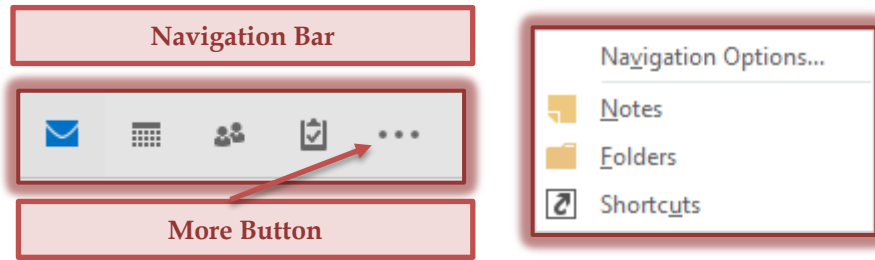 Navigation Bar
More Button
Navigation Options...
Notes
Folders
Shortcuts